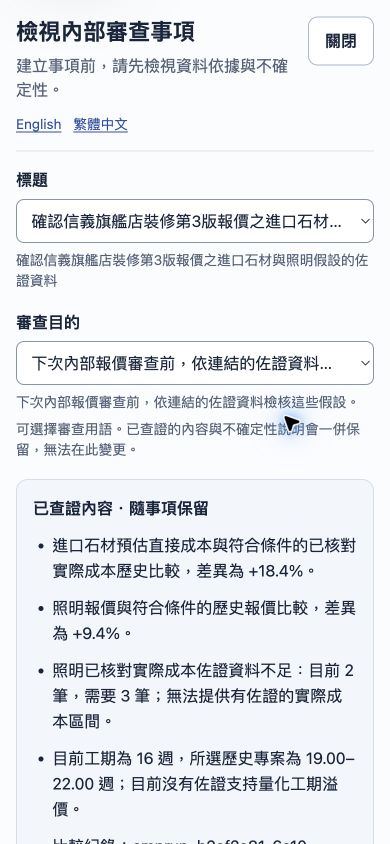 檢視內部審查事項
關閉
建立事項前，請先檢視資料依據與不確
定性。
English 繁體中文
標題
確認信義旗艦店裝修第3版報價之進口石材...
確認信義旗艦店裝修第3版報價之進口石材與照明假設的佐
證資料
審查目的
下次內部報價審查前，依連結的佐證資料...
下次內部報價審查前，依連結的佐證資料檢核這些假設。
可選擇審查用語。已查證的內容與不確定性說明會一併保
留，無法在此變更。
已查證內容 · 隨事項保留
• 進口石材預估直接成本與符合條件的已核對
實際成本歷史比較，差異為 +18.4%。
• 照明報價與符合條件的歷史報價比較，差異
為 +9.4%。
• 照明已核對實際成本佐證資料不足：目前 2
筆，需要 3 筆；無法提供有佐證的實際成
本區間。
• 目前工期為 16 週，所選歷史專案為 19.00–
22.00 週；目前沒有佐證支持量化工期溢
價。